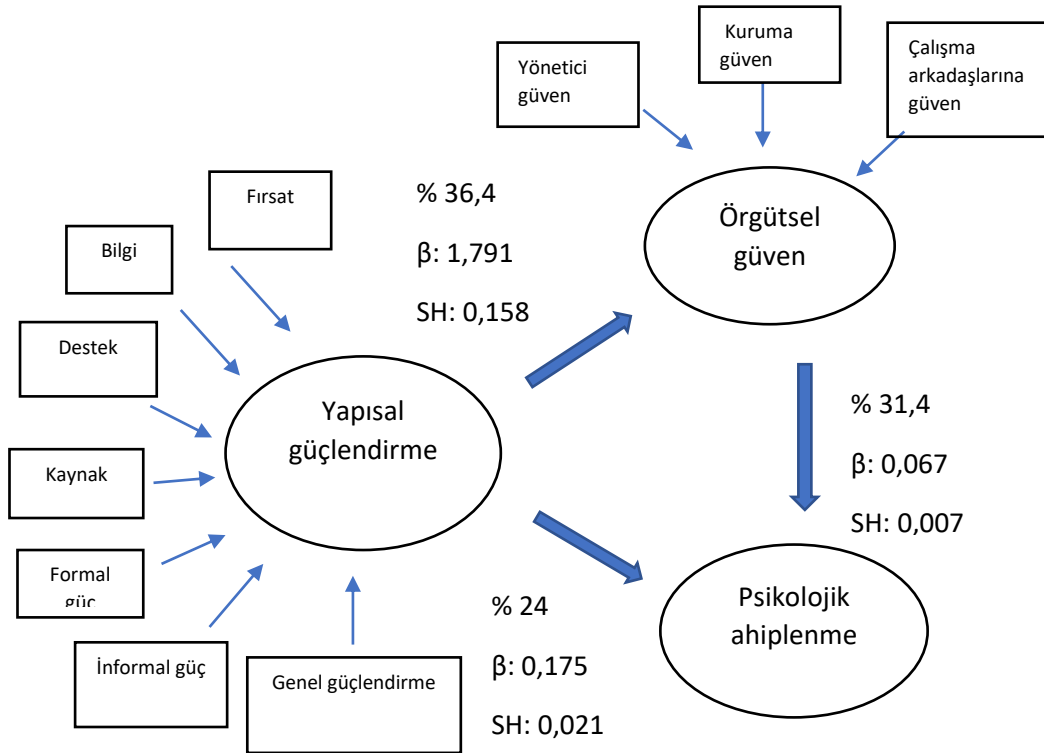 Yönetici
güven
Kuruma
güven
Çalışma
arkadaşlarına
güven
Fırsat
Bilgi
Destek
Kaynak
Formal
güç
İnformal güç
Genel güçlendirme
Yapısal
güçlendirme
% 36,4
β: 1,791
SH: 0,158
Örgütsel
güven
% 31,4
β: 0,067
SH: 0,007
% 24
β: 0,175
SH: 0,021
Psikolojik
ahiplenme